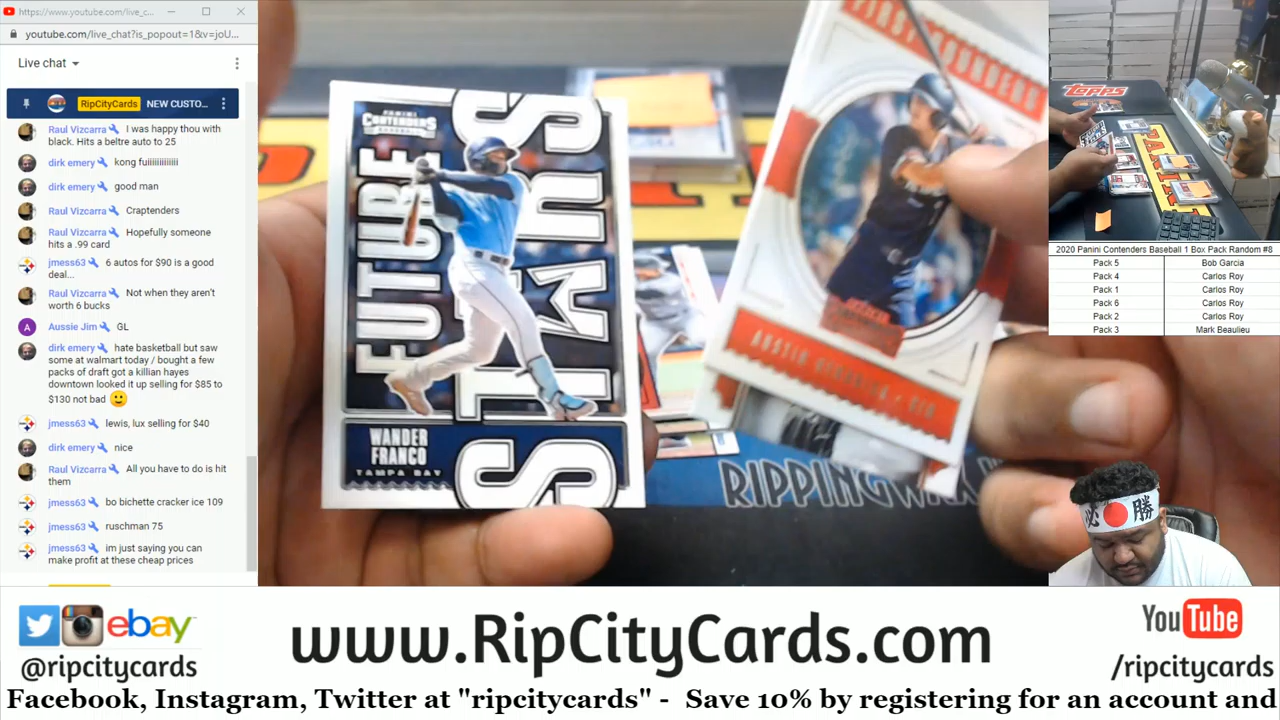 https://www.youtube.com/live_c...
youtube.com/live_chat?is_popout=1&v=joU...
Live chat
RipCityCards NEW CUSTO...
Raul Vizcarra I was happy thou with
black. Hits a beltre auto to 25
dirk emery kong fuiiiiiiiiiiiii
dirk emery good man
Raul Vizcarra Craptenders
Raul Vizcarra Hopefully someone
hits a .99 card
jmess63 6 autos for $90 is a good
deal...
Raul Vizcarra Not when they aren't
worth 6 bucks
A Aussie Jim GL
dirk emery hate basketball but saw
some at walmart today / bought a few
packs of draft got a killian hayes
downtown looked it up selling for $85 to
$130 not bad
jmess63 lewis, lux selling for $40
dirk emery nice
Raul Vizcarra All you have to do is hit
them
jmess63 bo bichette cracker ice 109
jmess63 ruschman 75
jmess63 im just saying you can
make profit at these cheap prices
PANINI
CONTENDERS
BASEBALL
FUTURE
STARS
WANDER
FRANCO
TAMPA BAY
RIPPINGWAX
TOPPS
PANINI
2020 Panini Contenders Baseball 1 Box Pack Random #8
Pack 5 Bob Garcia
Pack 4 Carlos Roy
Pack 1 Carlos Roy
Pack 6 Carlos Roy
Pack 2 Carlos Roy
Pack 3 Mark Beaulieu
必 勝
ebay
@ripcitycards
www.RipCityCards.com
YouTube
/ripcitycards
Facebook, Instagram, Twitter at "ripcitycards" - Save 10% by registering for an account and